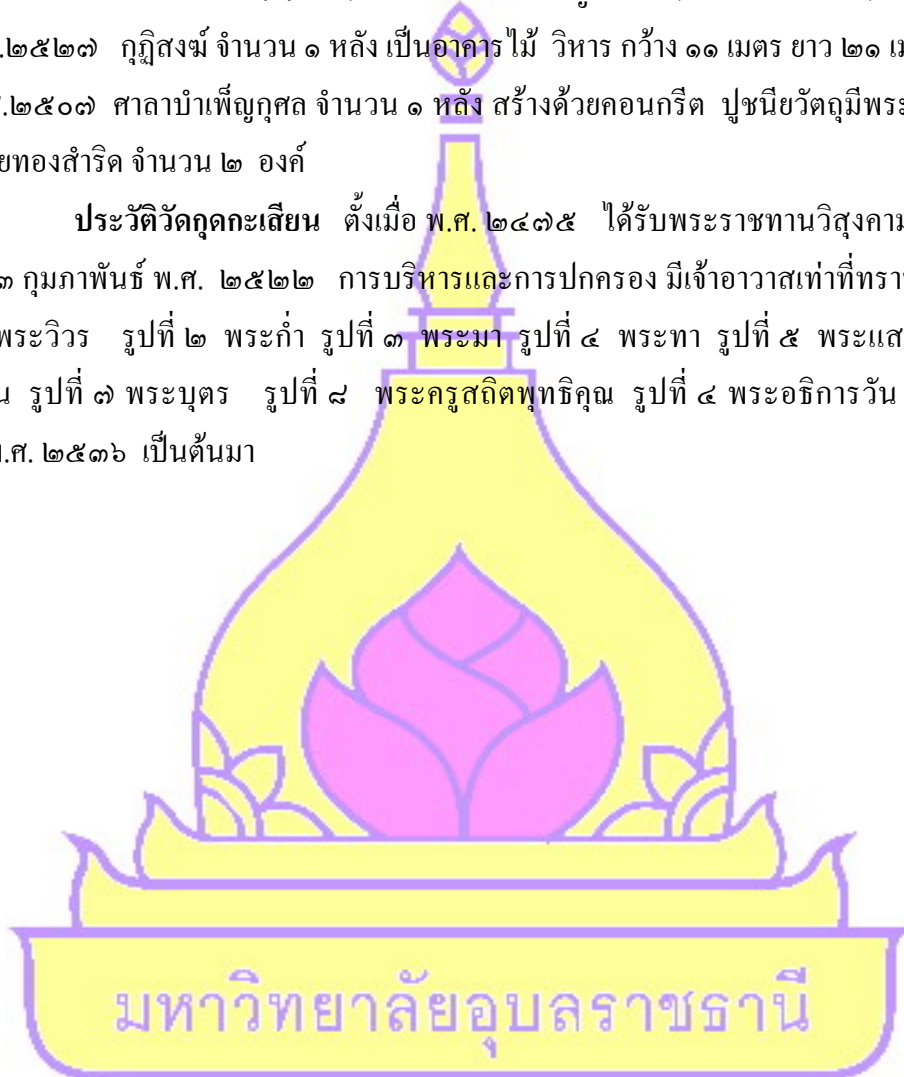 .๒๕๒๗ กุฏิสงฆ์ จำนวน ๑ หลัง เป็นอาคารไม้ วิหาร กว้าง ๑๑ เมตร ยาว ๒๑ เม
.๒๕๐๗ ศาลาบำเพ็ญกุศล จำนวน ๑ หลัง สร้างด้วยคอนกรีต ปูชนียวัตถุมีพระ
ยทองสำริด จำนวน ๒ องค์
ประวัติวัดกุดกะเสียน ตั้งเมื่อ พ.ศ. ๒๔๗๕ ได้รับพระราชทานวิสุงคาม
๓ กุมภาพันธ์ พ.ศ. ๒๕๒๒ การบริหารและการปกครอง มีเจ้าอาวาสเท่าที่ทรา
พระวิวร รูปที่ ๒ พระก่ำ รูปที่ ๓ พระมา รูปที่ ๔ พระทา รูปที่ ๕ พระแส
น รูปที่ ๗ พระบุตร รูปที่ ๘ พระครูสถิตพุทธิคุณ รูปที่ ๔ พระอธิการวัน
.ศ. ๒๕๓๖ เป็นต้นมา
มหาวิทยาลัยอุบลราชธานี